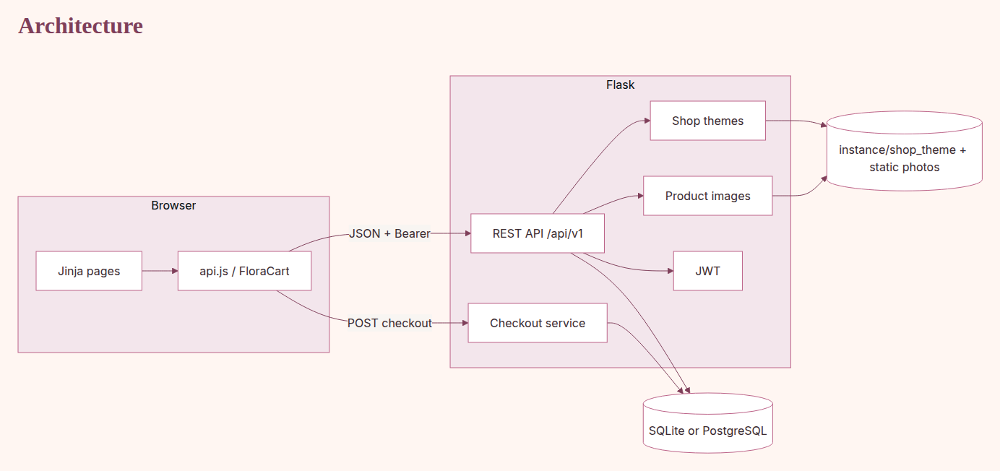 Architecture
Flask
Shop themes
instance/shop_theme +
static photos
Product images
Browser
JSON + Bearer
REST API /api/v1
Jinja pages
api.js / FloraCart
JWT
POST checkout
Checkout service
SQLite or PostgreSQL